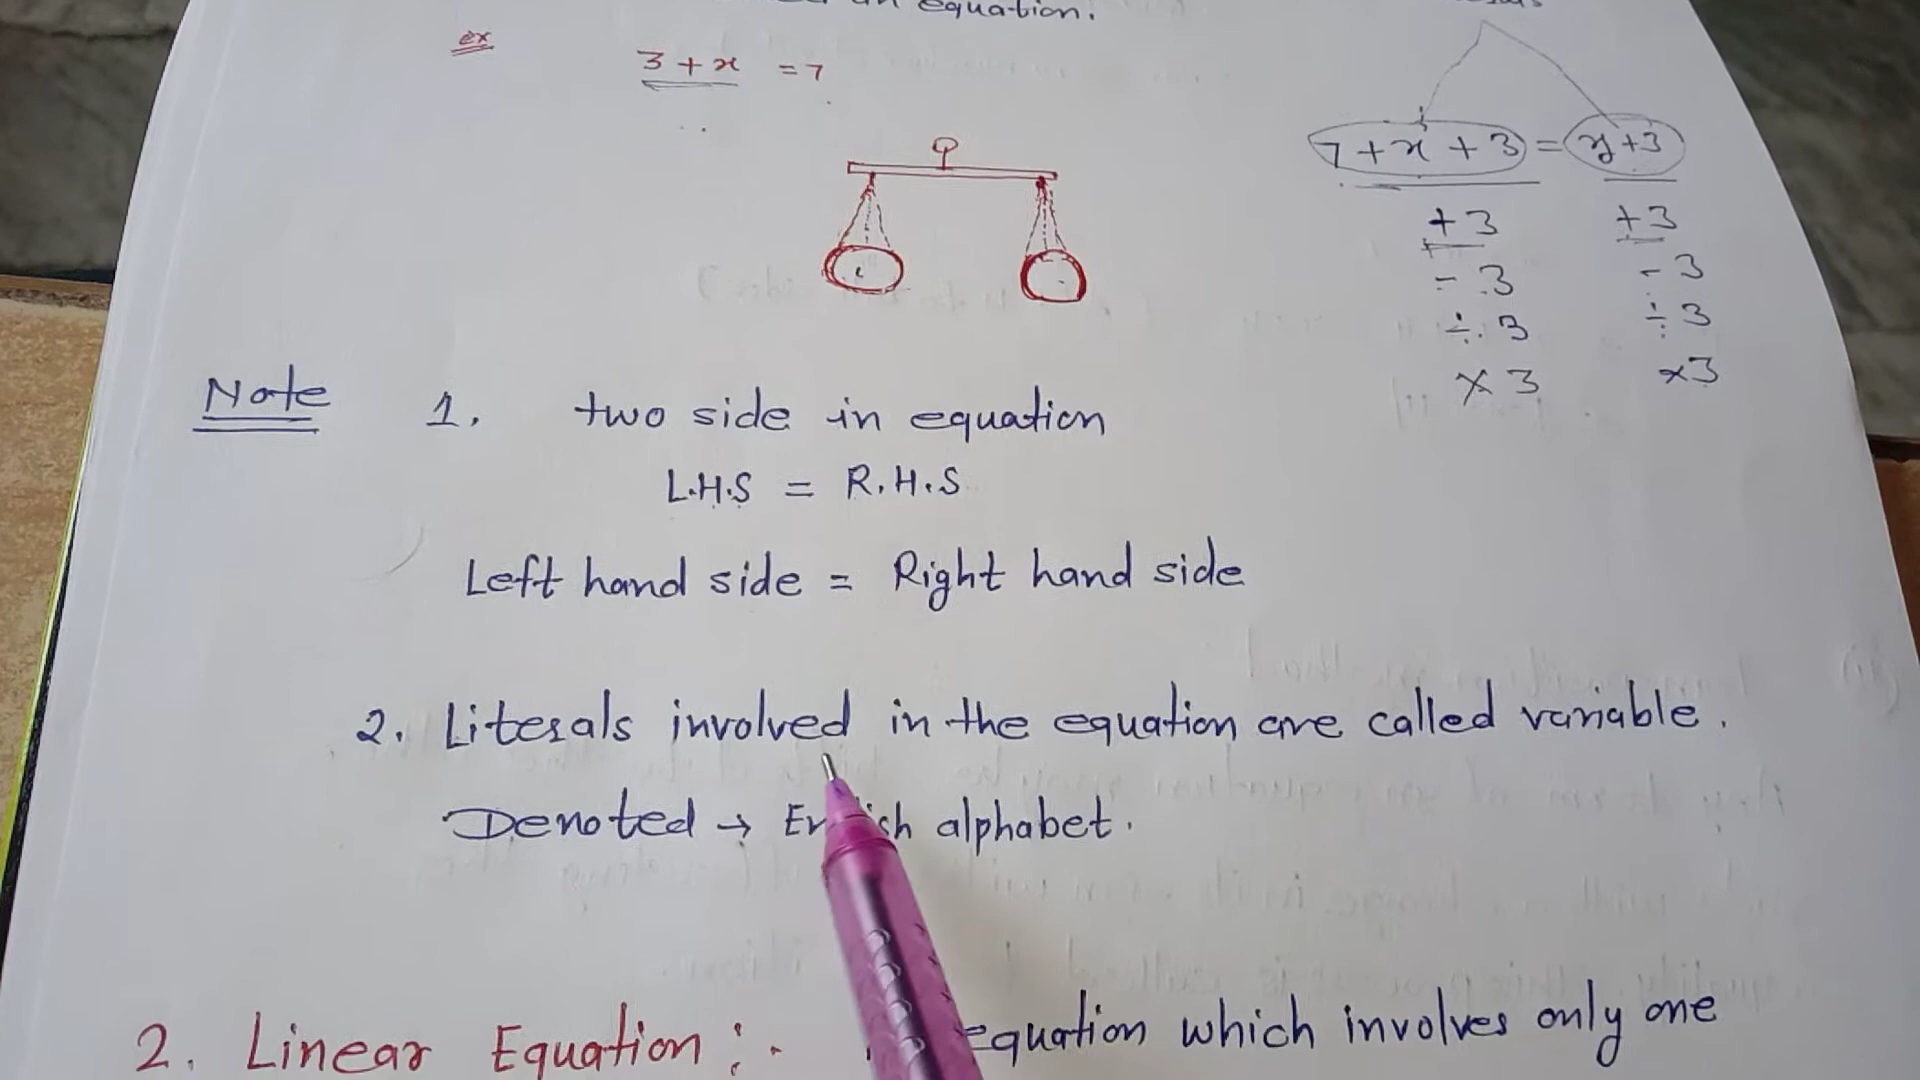 equation.
ex
3 + x = 7
7 + x + 3 = y + 3
+ 3 + 3
- 3 - 3
÷ 3 ÷ 3
× 3 × 3
Note 1. two side in equation
L.H.S = R.H.S
Left hand side = Right hand side
2. Literals involved in the equation are called variable.
Denoted → alphabet.
2. Linear Equation :- equation which involves only one